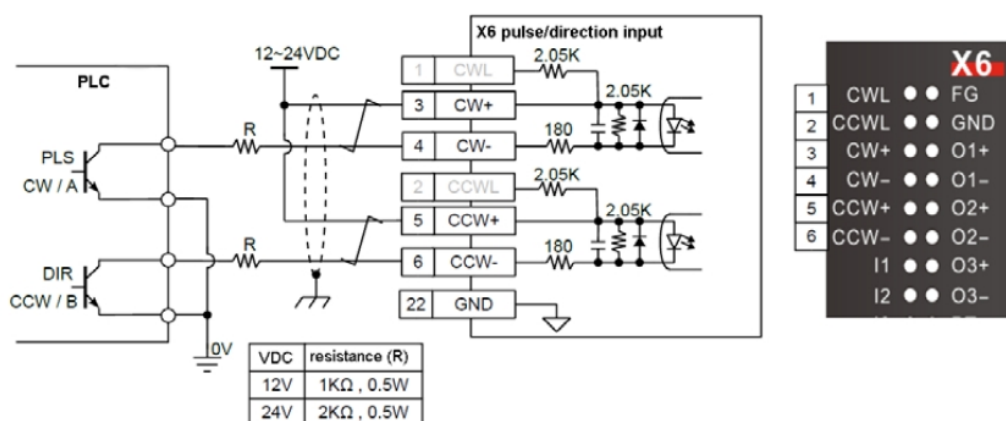 X6 pulse/direction input
12~24VDC
PLC
PLS
CW / A
DIR
CCW / B
R
R
0V
1 CWL
3 CW+
4 CW-
2 CCWL
5 CCW+
6 CCW-
22 GND
2.05K
2.05K
180
2.05K
2.05K
180
VDC resistance (R)
12V 1KΩ , 0.5W
24V 2KΩ , 0.5W
X6
1 CWL FG
2 CCWL GND
3 CW+ O1+
4 CW− O1−
5 CCW+ O2+
6 CCW− O2−
I1 O3+
I2 O3−